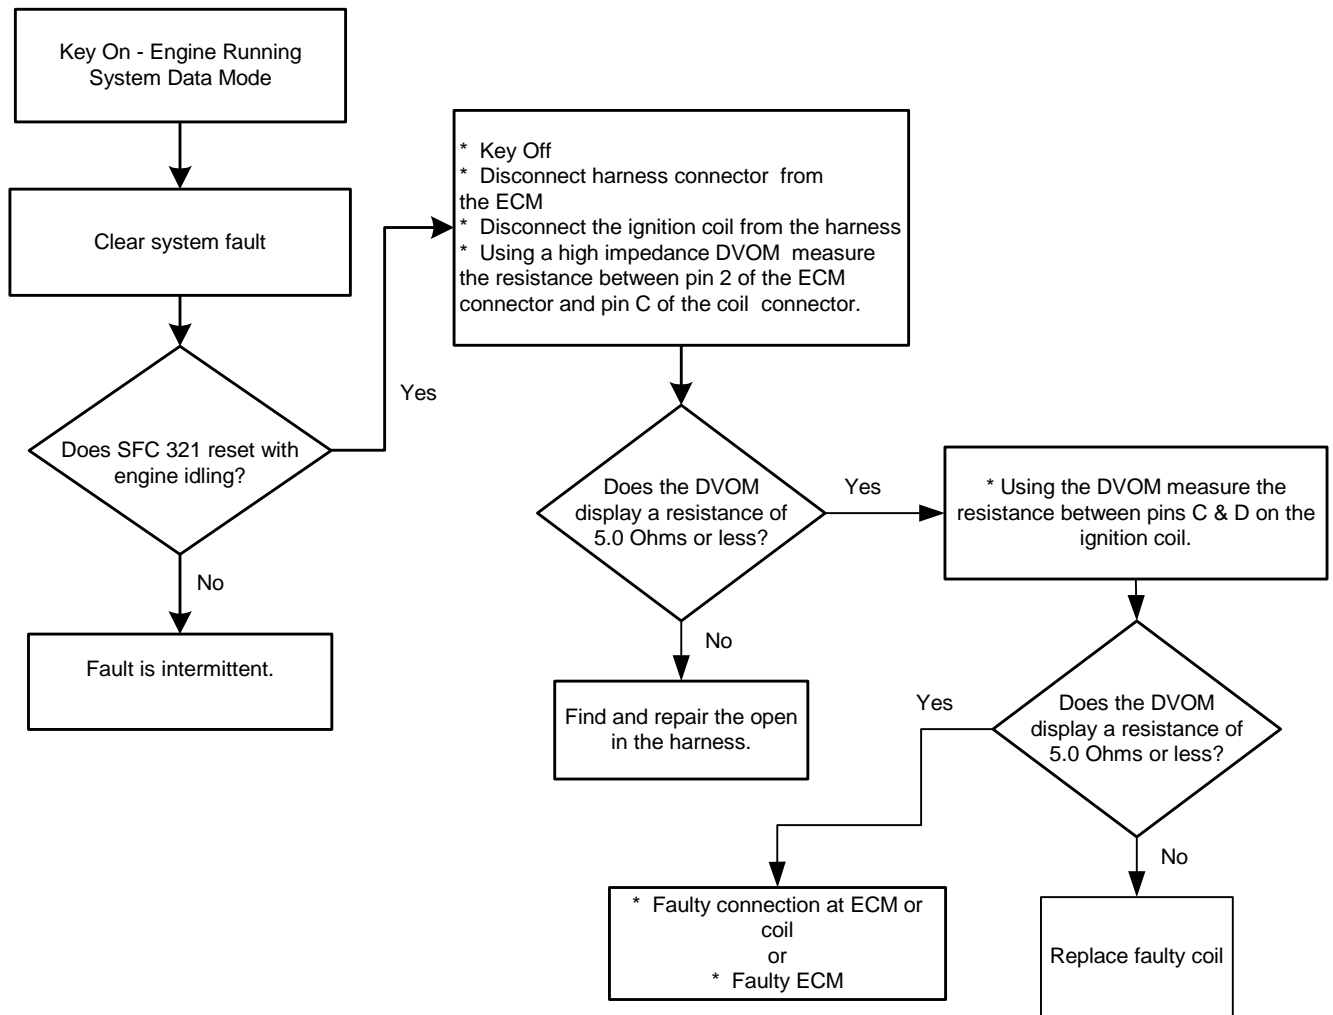 Key On - Engine Running
System Data Mode
Clear system fault
Does SFC 321 reset with
engine idling?
Yes
No
Fault is intermittent.
* Key Off
* Disconnect harness connector from
the ECM
* Disconnect the ignition coil from the harness
* Using a high impedance DVOM measure
the resistance between pin 2 of the ECM
connector and pin C of the coil connector.
Does the DVOM
display a resistance of
5.0 Ohms or less?
Yes
No
Find and repair the open
in the harness.
* Using the DVOM measure the
resistance between pins C & D on the
ignition coil.
Does the DVOM
display a resistance of
5.0 Ohms or less?
Yes
No
* Faulty connection at ECM or
coil
or
* Faulty ECM
Replace faulty coil